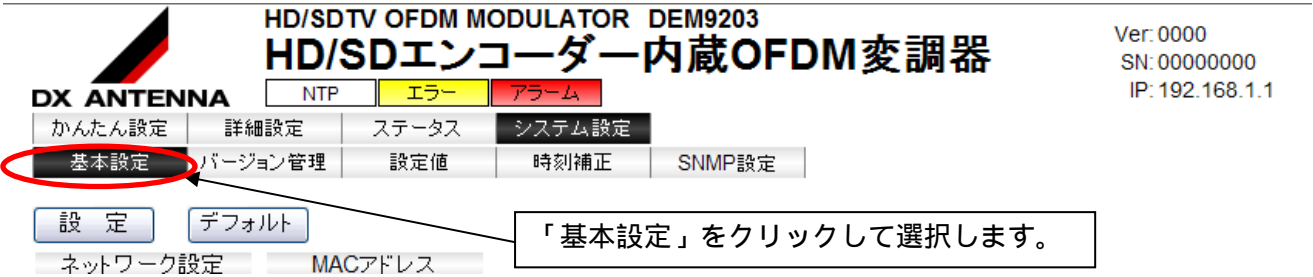 HD/SDTV OFDM MODULATOR DEM9203
HD/SDエンコーダー内蔵OFDM変調器
Ver: 0000
SN: 00000000
IP: 192.168.1.1
DX ANTENNA
NTP エラー アラーム
かんたん設定 詳細設定 ステータス システム設定
基本設定 バージョン管理 設定値 時刻補正 SNMP設定
設 定 デフォルト
「基本設定」をクリックして選択します。
ネットワーク設定 MACアドレス